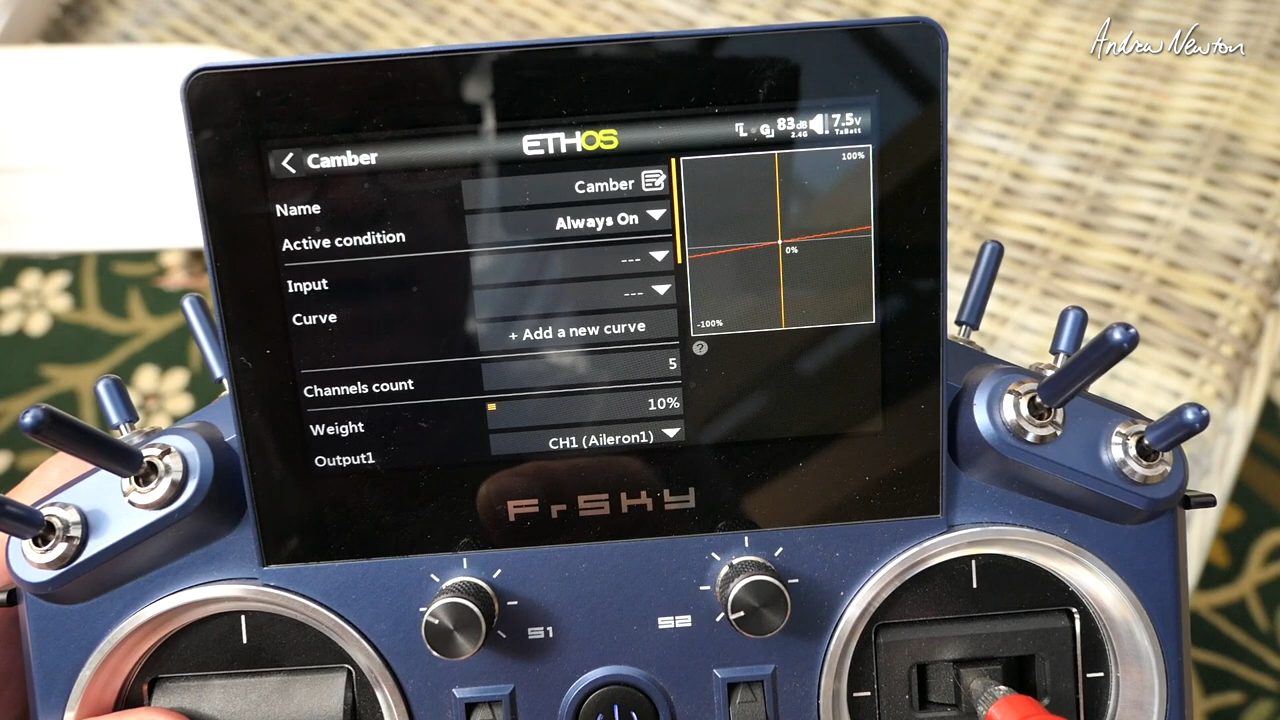 Andrew Newton
ETHOS
L G 83dB 2.4G 7.5V TxBatt
Camber
Name Camber
Active condition Always On
Input ---
Curve ---
+ Add a new curve
Channels count 5
Weight 10%
Output1 CH1 (Aileron1)
100%
0%
-100%
?
FrSky
S1
S2